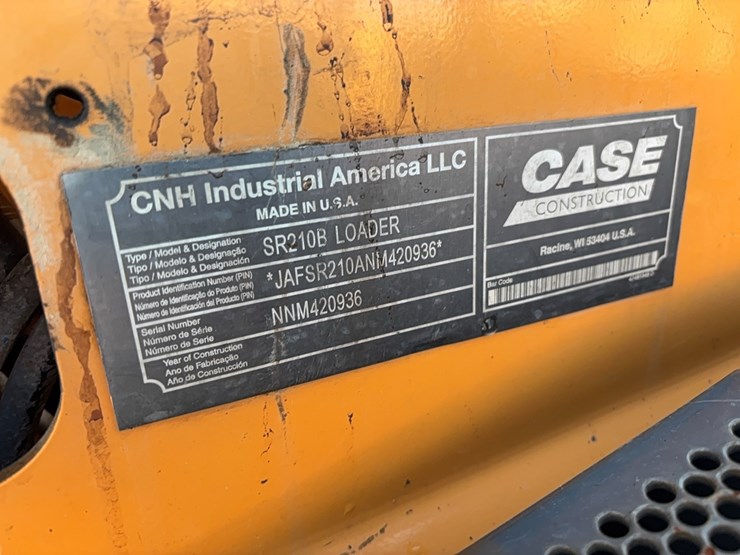 CNH Industrial America LLC
MADE IN U.S.A.
Type / Model & Designation
Tipo / Modelo & Designação
Tipo / Modelo & Designación
SR210B LOADER
Product Identification Number (PIN)
Número de Identificação do Produto (PIN)
Número de Identificación del Producto (PIN)
*JAFSR210ANM420936*
Serial Number
Número de Série
Número de Serie
NNM420936
Year of Construction
Ano de Fabricação
Año de Construcción
CASE
CONSTRUCTION
Racine, WI 53404 U.S.A.
Bar Code